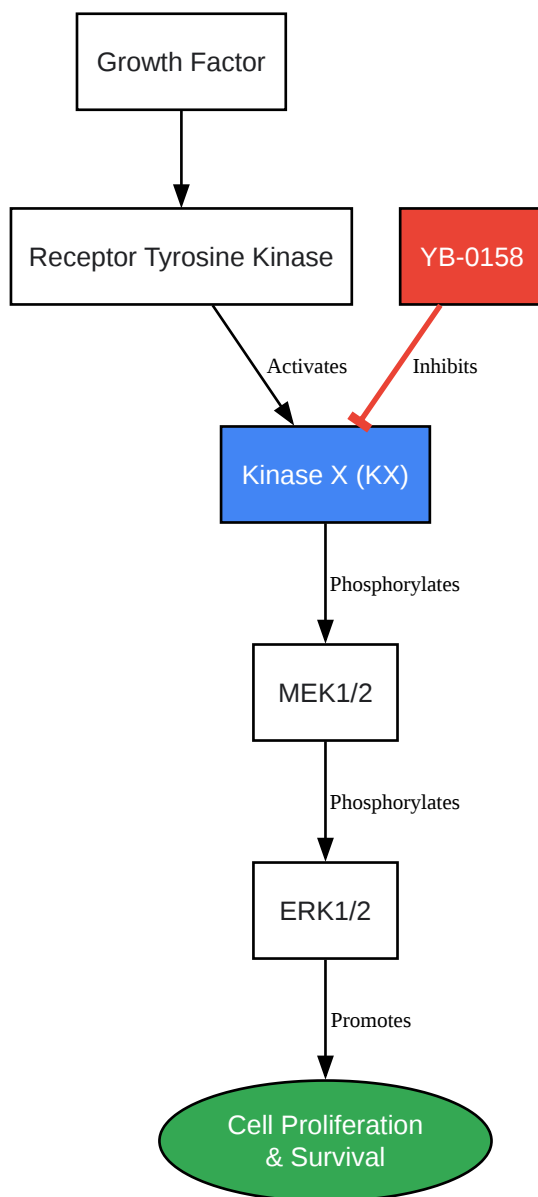 Growth Factor
Receptor Tyrosine Kinase
YB-0158
Activates
Inhibits
Kinase X (KX)
Phosphorylates
MEK1/2
Phosphorylates
ERK1/2
Promotes
Cell Proliferation
& Survival